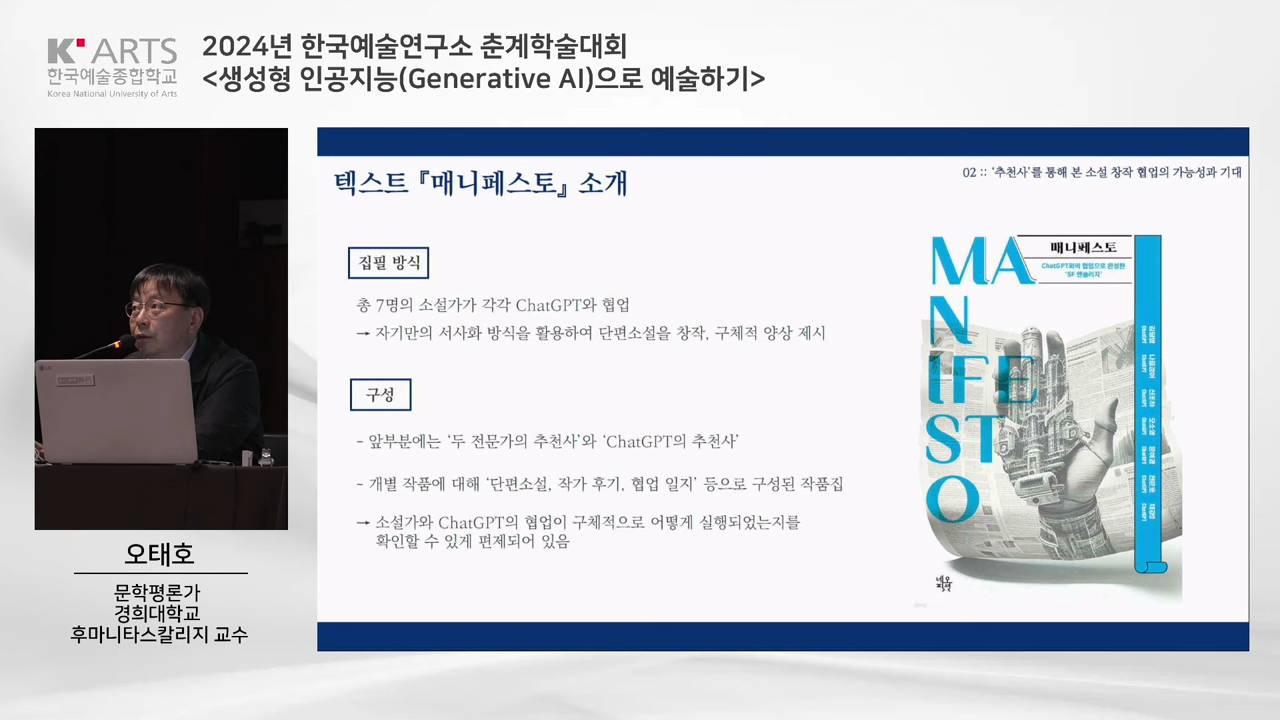 K ARTS
한국예술종합학교
Korea National University of Arts
2024년 한국예술연구소 춘계학술대회
<생성형 인공지능(Generative AI)으로 예술하기>
오태호
문학평론가
경희대학교
후마니타스칼리지 교수
02 :: '추천사'를 통해 본 소설 창작 협업의 가능성과 기대
텍스트 『매니페스토』 소개
집필 방식
총 7명의 소설가가 각각 ChatGPT와 협업
→ 자기만의 서사화 방식을 활용하여 단편소설을 창작, 구체적 양상 제시
구성
- 앞부분에는 '두 전문가의 추천사'와 'ChatGPT의 추천사'
- 개별 작품에 대해 '단편소설, 작가 후기, 협업 일지' 등으로 구성된 작품집
→ 소설가와 ChatGPT의 협업이 구체적으로 어떻게 실행되었는지를
확인할 수 있게 편제되어 있음
MA
N
IFE
ST
O
매니페스토
ChatGPT와의 협업으로 완성한
'SF 앤솔러지'
네오
픽션